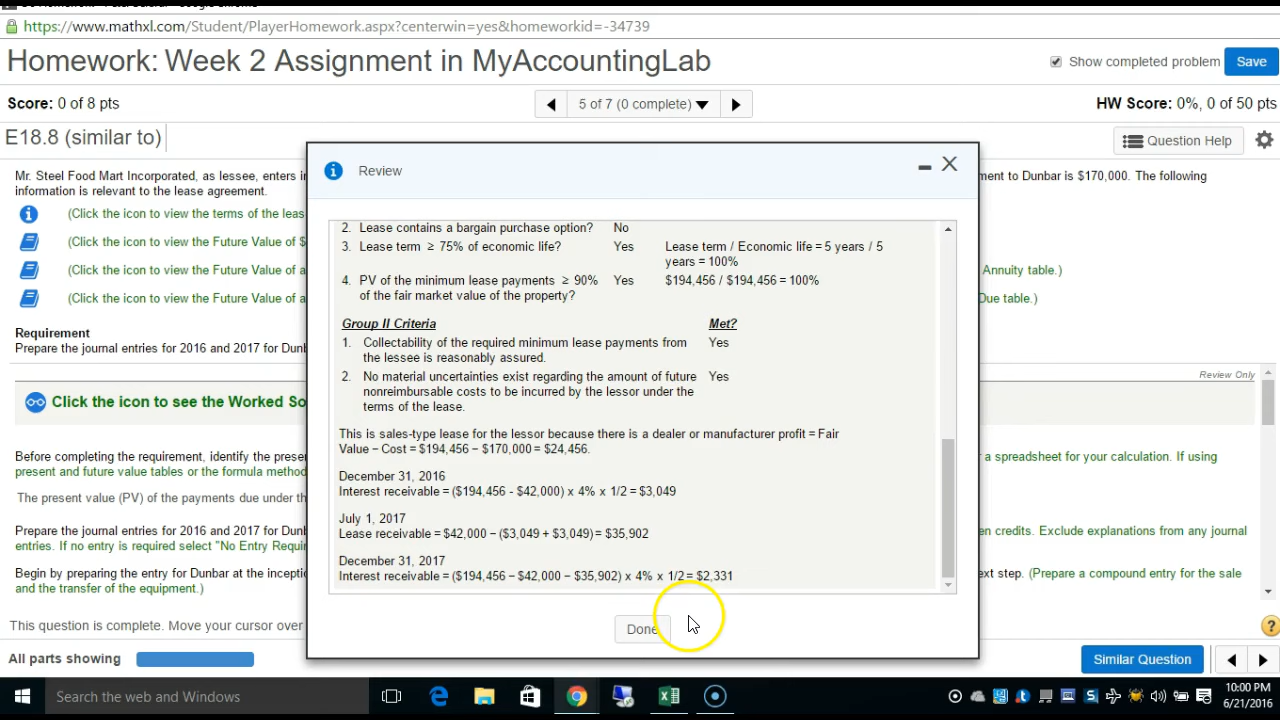 https://www.mathxl.com/Student/PlayerHomework.aspx?centerwin=yes&homeworkid=-34739
Homework: Week 2 Assignment in MyAccountingLab
Show completed problem
Save
Score: 0 of 8 pts
5 of 7 (0 complete)
HW Score: 0%, 0 of 50 pts
E18.8 (similar to)
Question Help
Mr. Steel Food Mart Incorporated, as lessee, enters in
ment to Dunbar is $170,000. The following
information is relevant to the lease agreement.
(Click the icon to view the terms of the leas
(Click the icon to view the Future Value of $
(Click the icon to view the Future Value of a
Annuity table.)
(Click the icon to view the Future Value of a
Due table.)
Requirement
Prepare the journal entries for 2016 and 2017 for Dunb
Review Only
Click the icon to see the Worked So
Before completing the requirement, identify the prese
a spreadsheet for your calculation. If using
present and future value tables or the formula method
The present value (PV) of the payments due under th
Prepare the journal entries for 2016 and 2017 for Dunb
en credits. Exclude explanations from any journal
entries. If no entry is required select "No Entry Requir
Begin by preparing the entry for Dunbar at the inceptio
ext step. (Prepare a compound entry for the sale
and the transfer of the equipment.)
This question is complete. Move your cursor over
All parts showing
Similar Question
Review
2. Lease contains a bargain purchase option? No
3. Lease term ≥ 75% of economic life? Yes Lease term / Economic life = 5 years / 5
years = 100%
4. PV of the minimum lease payments ≥ 90% Yes $194,456 / $194,456 = 100%
of the fair market value of the property?
Group II Criteria Met?
1. Collectability of the required minimum lease payments from Yes
the lessee is reasonably assured.
2. No material uncertainties exist regarding the amount of future Yes
nonreimbursable costs to be incurred by the lessor under the
terms of the lease.
This is sales-type lease for the lessor because there is a dealer or manufacturer profit = Fair
Value – Cost = $194,456 – $170,000 = $24,456.
December 31, 2016
Interest receivable = ($194,456 - $42,000) x 4% x 1/2 = $3,049
July 1, 2017
Lease receivable = $42,000 – ($3,049 + $3,049) = $35,902
December 31, 2017
Interest receivable = ($194,456 – $42,000 – $35,902) x 4% x 1/2 = $2,331
Done
Search the web and Windows
10:00 PM
6/21/2016